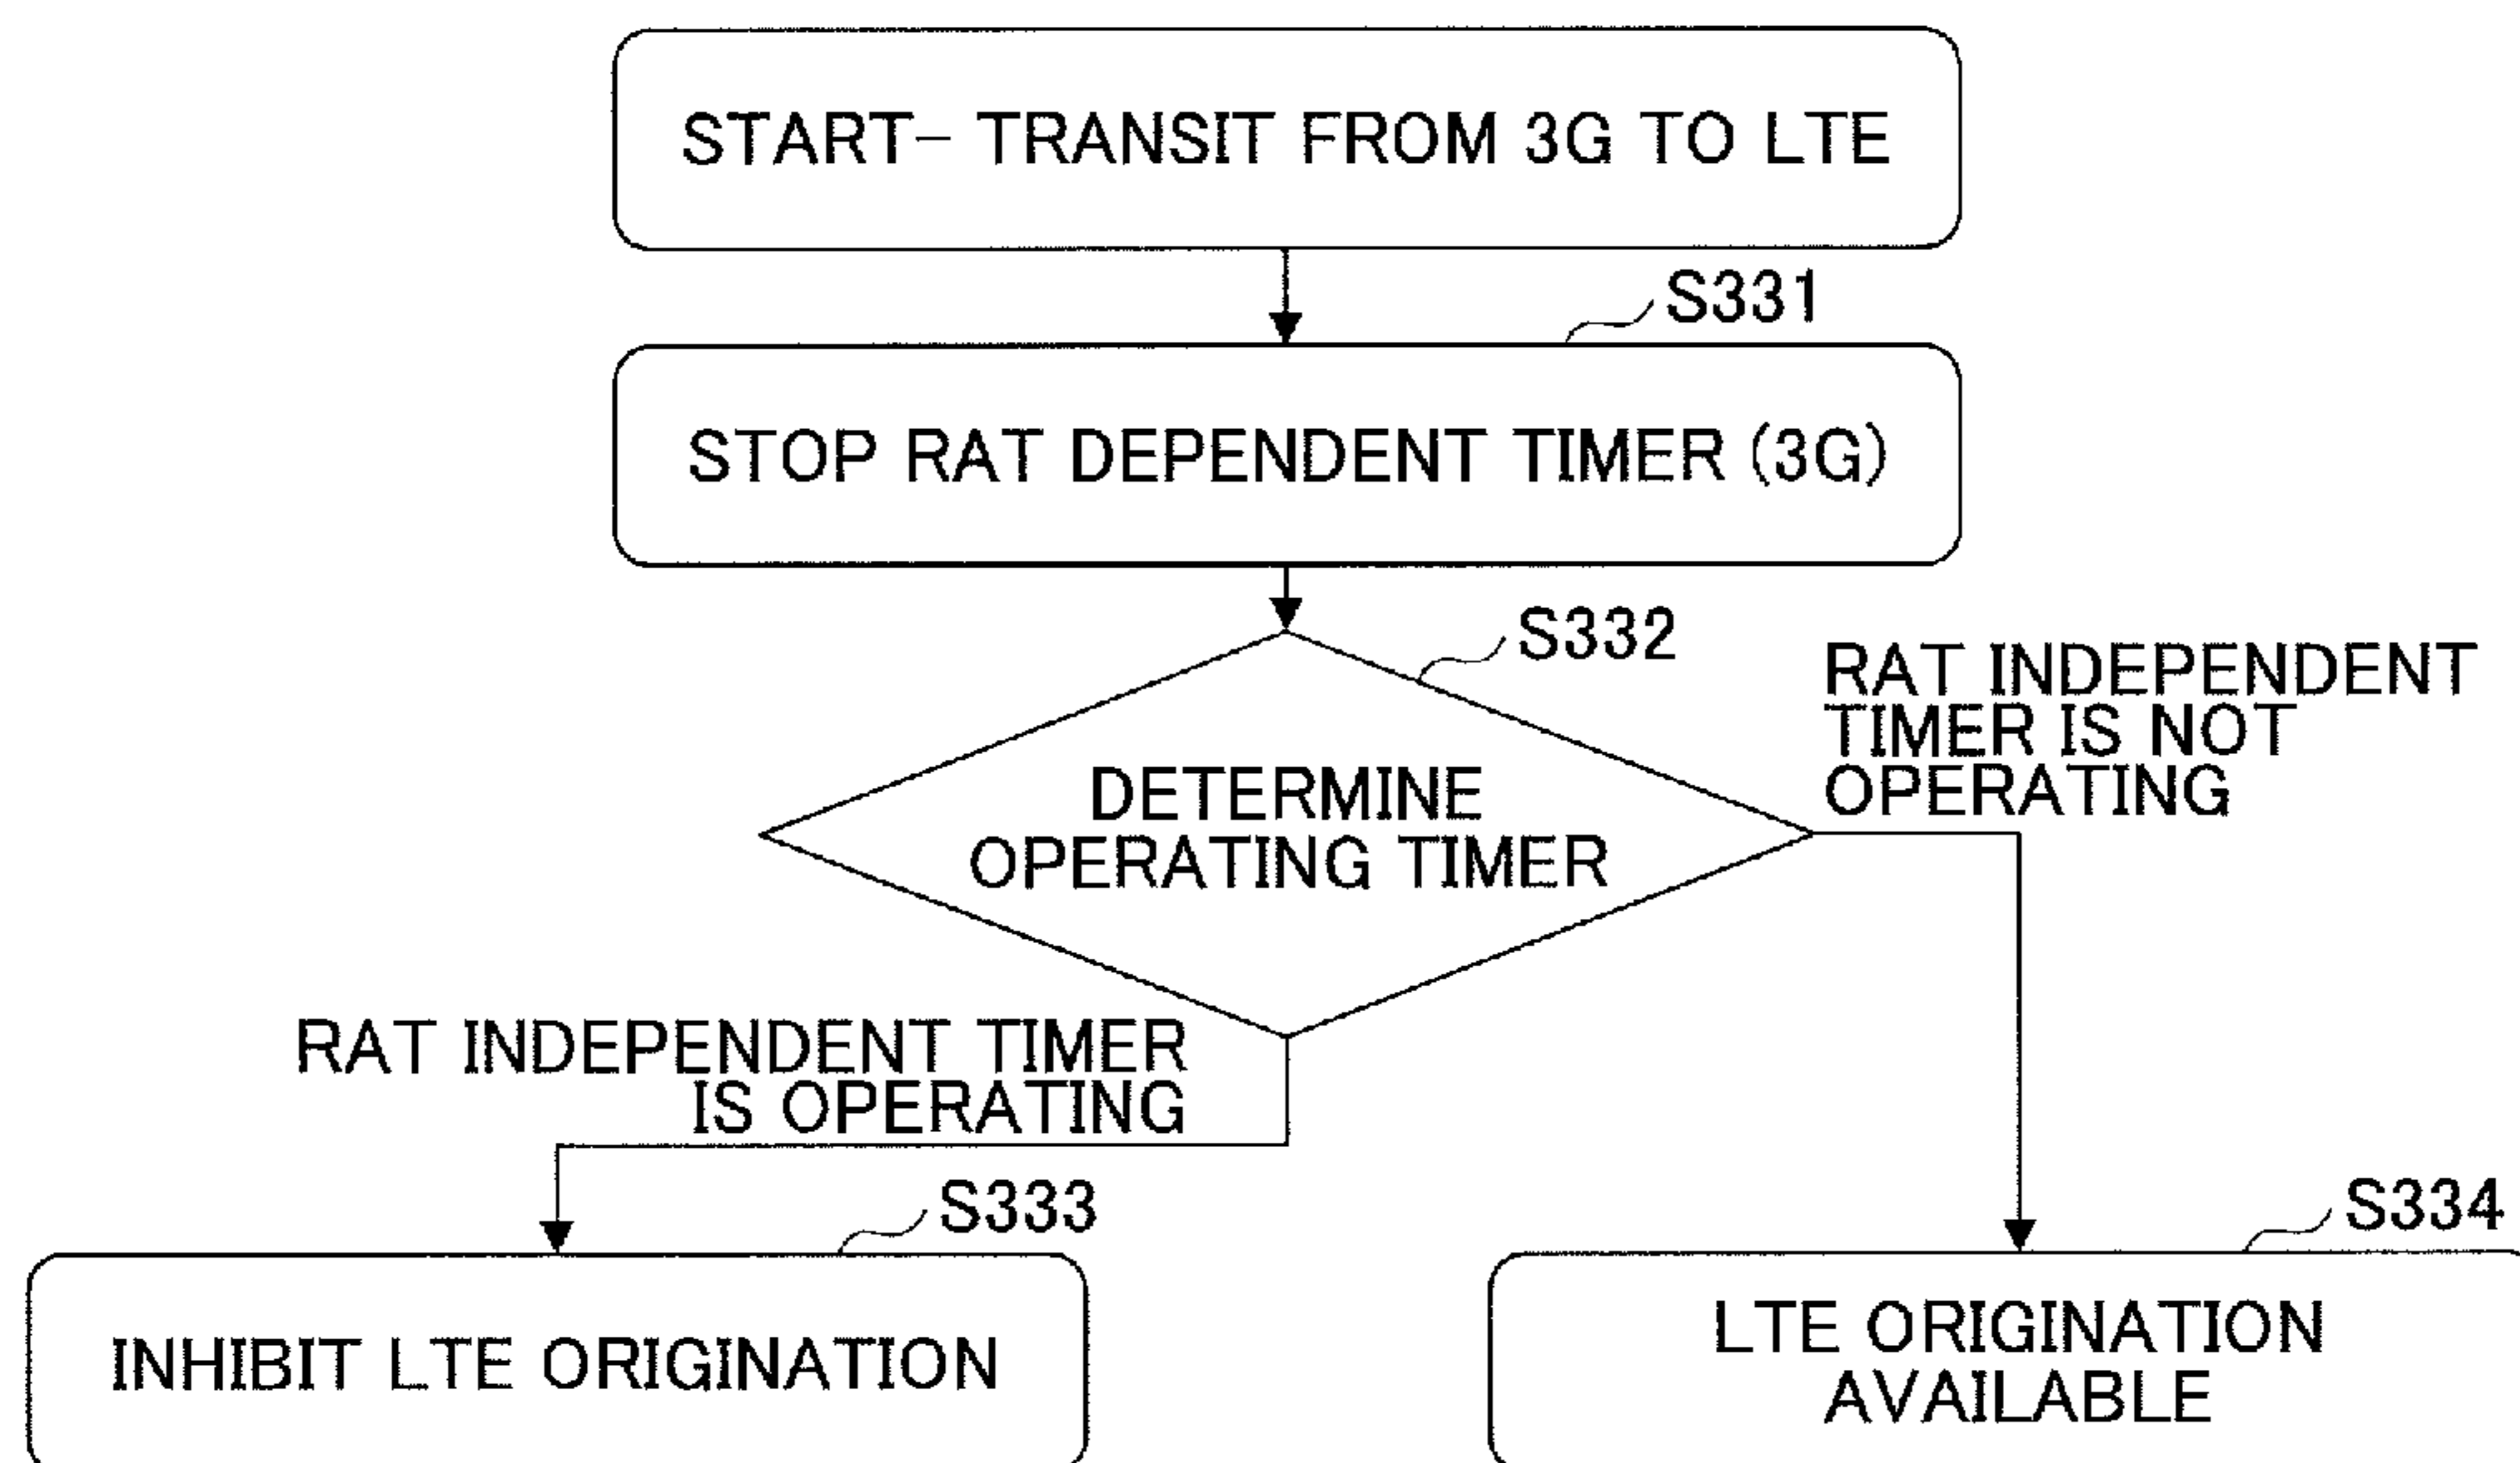 START- TRANSIT FROM 3G TO LTE
S331
STOP RAT DEPENDENT TIMER (3G)
S332
RAT INDEPENDENT
TIMER IS NOT
OPERATING
DETERMINE
OPERATING TIMER
RAT INDEPENDENT TIMER
IS OPERATING
S333
S334
INHIBIT LTE ORIGINATION
LTE ORIGINATION
AVAILABLE